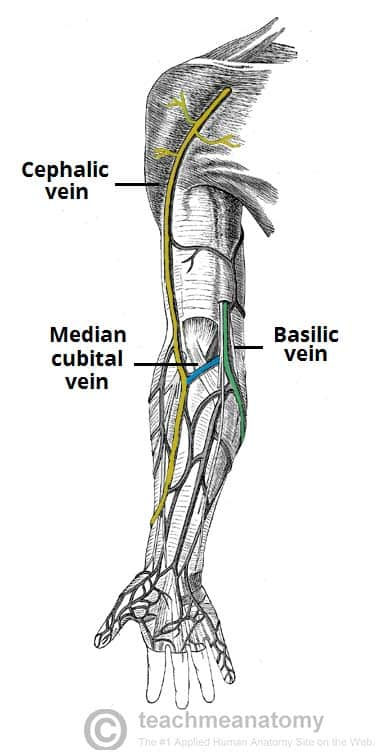 Cephalic
vein
Median
cubital
vein
Basilic
vein
© teachmeanatomy
The #1 Applied Human Anatomy Site on the Web.